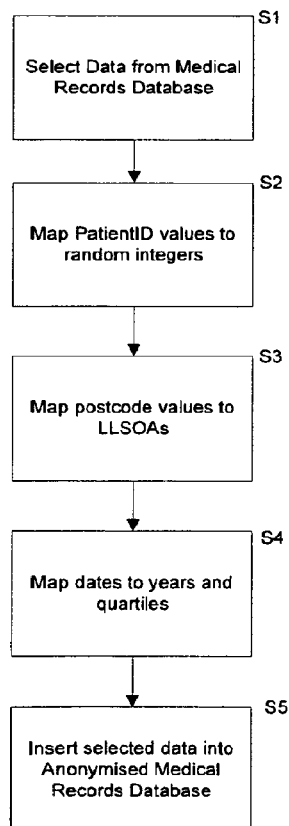 S1
Select Data from Medical
Records Database
S2
Map PatientID values to
random integers
S3
Map postcode values to
LLSOAs
S4
Map dates to years and
quartiles
S5
Insert selected data into
Anonymised Medical
Records Database